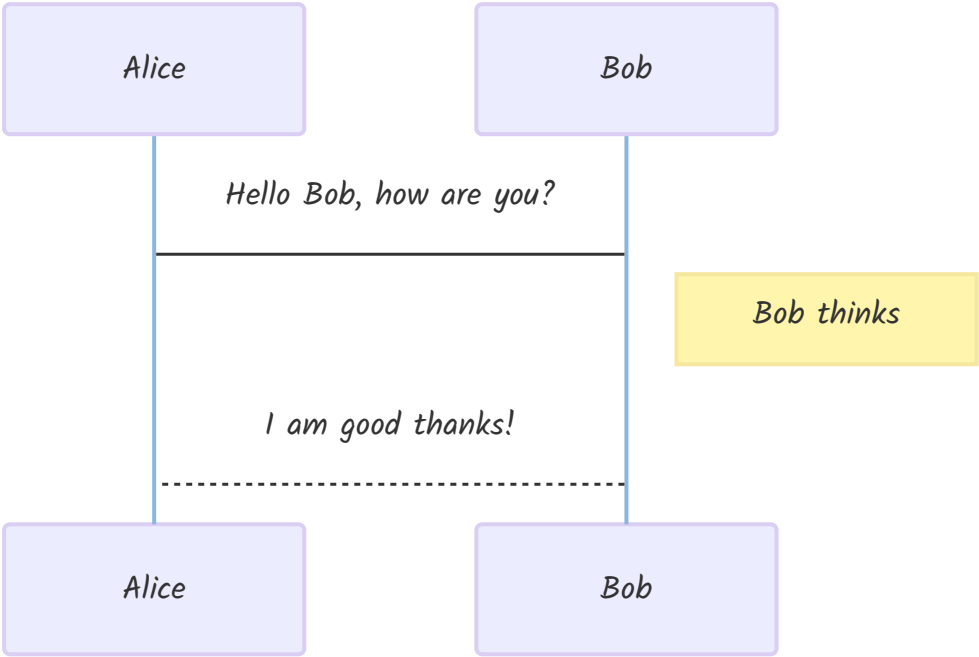 Alice
Bob
Hello Bob, how are you?
Bob thinks
I am good thanks!
Alice
Bob